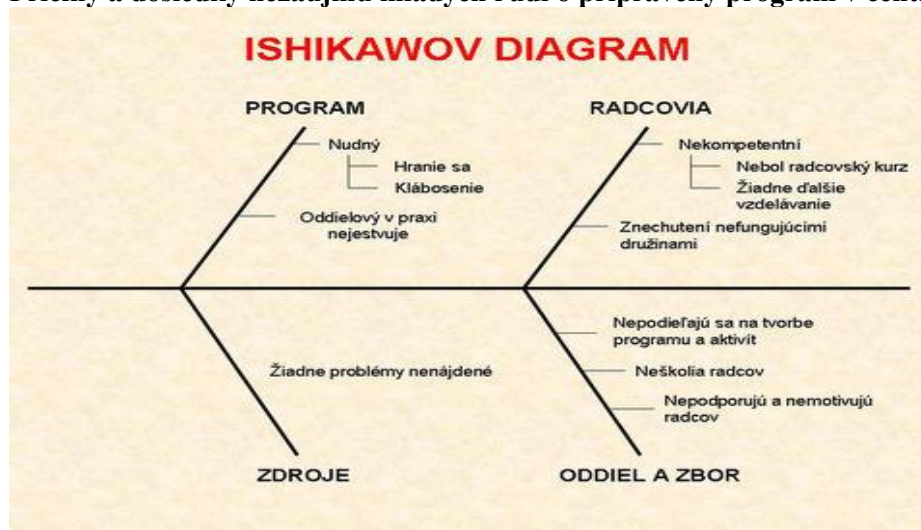 ISHIKAWOV DIAGRAM
PROGRAM
Nudný
Hranie sa
Klábosenie
Oddielový v praxi
nejestvuje
RADCOVIA
Nekompetentní
Nebol radcovský kurz
Žiadne ďalšie
vzdelávanie
Znechutení nefungujúcimi
družinami
Žiadne problémy nenájdené
ZDROJE
Nepodieľajú sa na tvorbe
programu a aktivít
Neškolia radcov
Nepodporujú a nemotivujú
radcov
ODDIEL A ZBOR